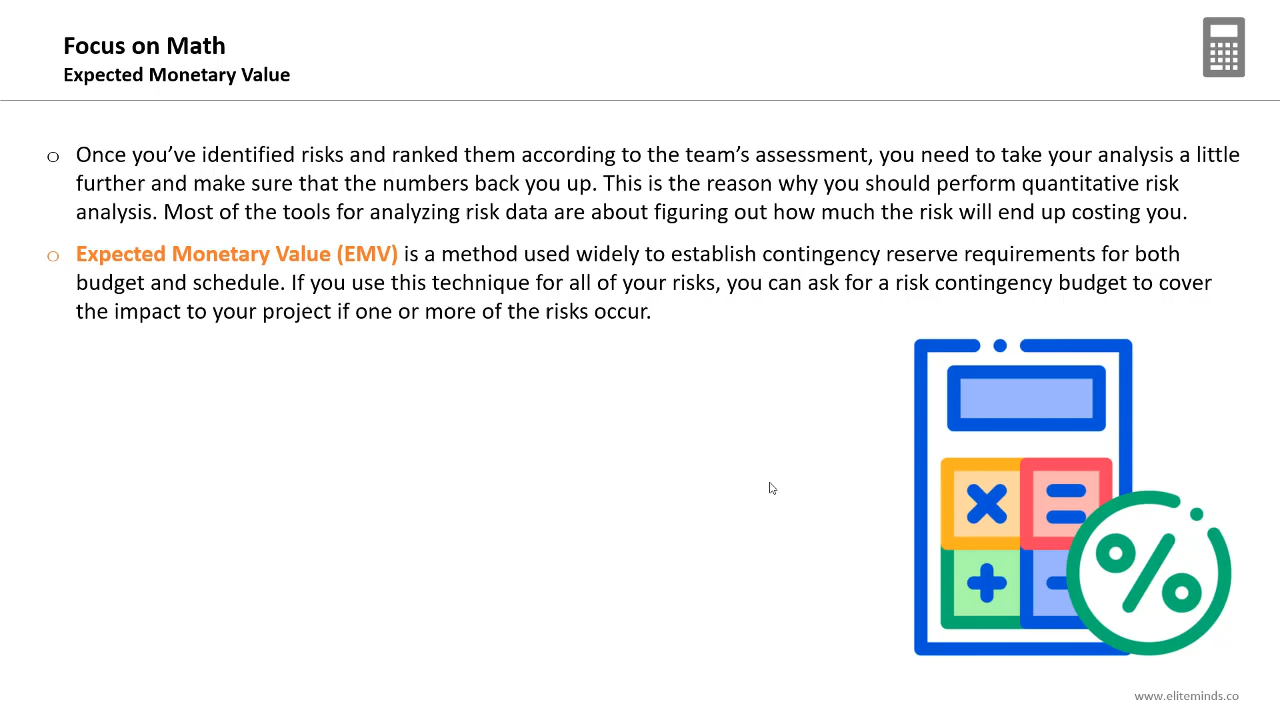 Focus on Math
Expected Monetary Value
Once you’ve identified risks and ranked them according to the team’s assessment, you need to take your analysis a little
further and make sure that the numbers back you up. This is the reason why you should perform quantitative risk
analysis. Most of the tools for analyzing risk data are about figuring out how much the risk will end up costing you.
Expected Monetary Value (EMV) is a method used widely to establish contingency reserve requirements for both
budget and schedule. If you use this technique for all of your risks, you can ask for a risk contingency budget to cover
the impact to your project if one or more of the risks occur.
www.eliteminds.co